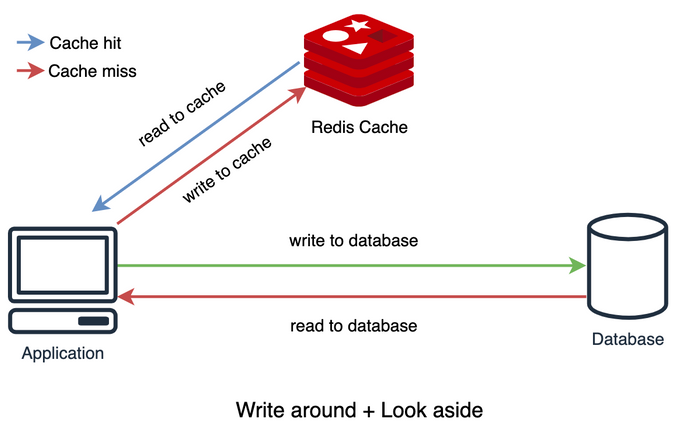 Cache hit
Cache miss
read to cache
write to cache
Redis Cache
write to database
read to database
Application
Database
Write around + Look aside